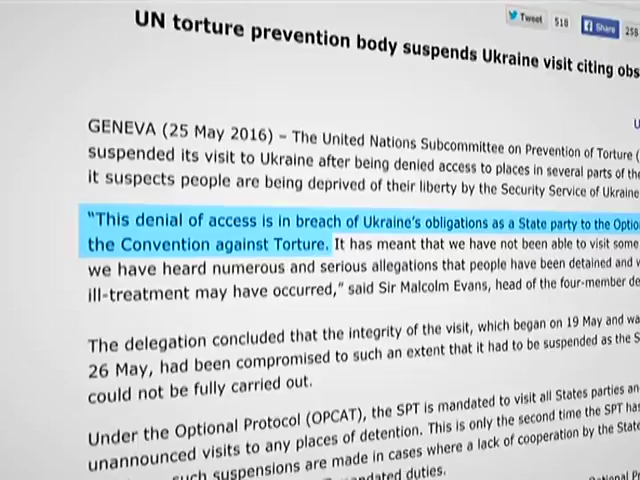 UN torture prevention body suspends Ukraine visit citing obs
Tweet 518 Share 255
U
GENEVA (25 May 2016) – The United Nations Subcommittee on Prevention of Torture (
suspended its visit to Ukraine after being denied access to places in several parts of the
it suspects people are being deprived of their liberty by the Security Service of Ukraine
“This denial of access is in breach of Ukraine’s obligations as a State party to the Optio
the Convention against Torture. It has meant that we have not been able to visit some
we have heard numerous and serious allegations that people have been detained and w
ill-treatment may have occurred,” said Sir Malcolm Evans, head of the four-member de
The delegation concluded that the integrity of the visit, which began on 19 May and wa
26 May, had been compromised to such an extent that it had to be suspended as the S
could not be fully carried out.
Under the Optional Protocol (OPCAT), the SPT is mandated to visit all States parties an
unannounced visits to any places of detention. This is only the second time the SPT has
such suspensions are made in cases where a lack of cooperation by the State
ndated duties.